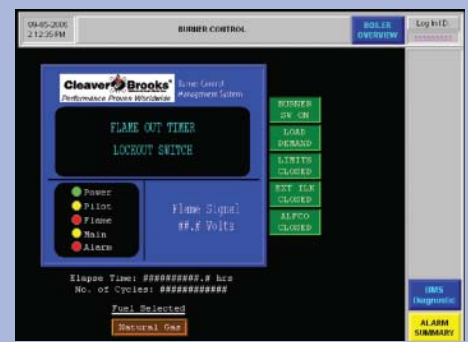 09-05-2006
2:12:35 PM
BURNER CONTROL
BOILER
OVERVIEW
Log In I.D.
Cleaver Brooks
Performance Proven Worldwide
Burner Control
Management System
FLAME OUT TIMER
LOCKOUT SWITCH
BURNER
SW ON
LOAD
DEMAND
LIMITS
CLOSED
EXT ILK
CLOSED
ALFCO
CLOSED
Power
Pilot
Flame
Main
Alarm
Flame Signal
##.# Volts
Elapse Time: ##########.# hrs
No. of Cycles: ############
Fuel Selected
Natural Gas
BMS
Diagnostic
ALARM
SUMMARY